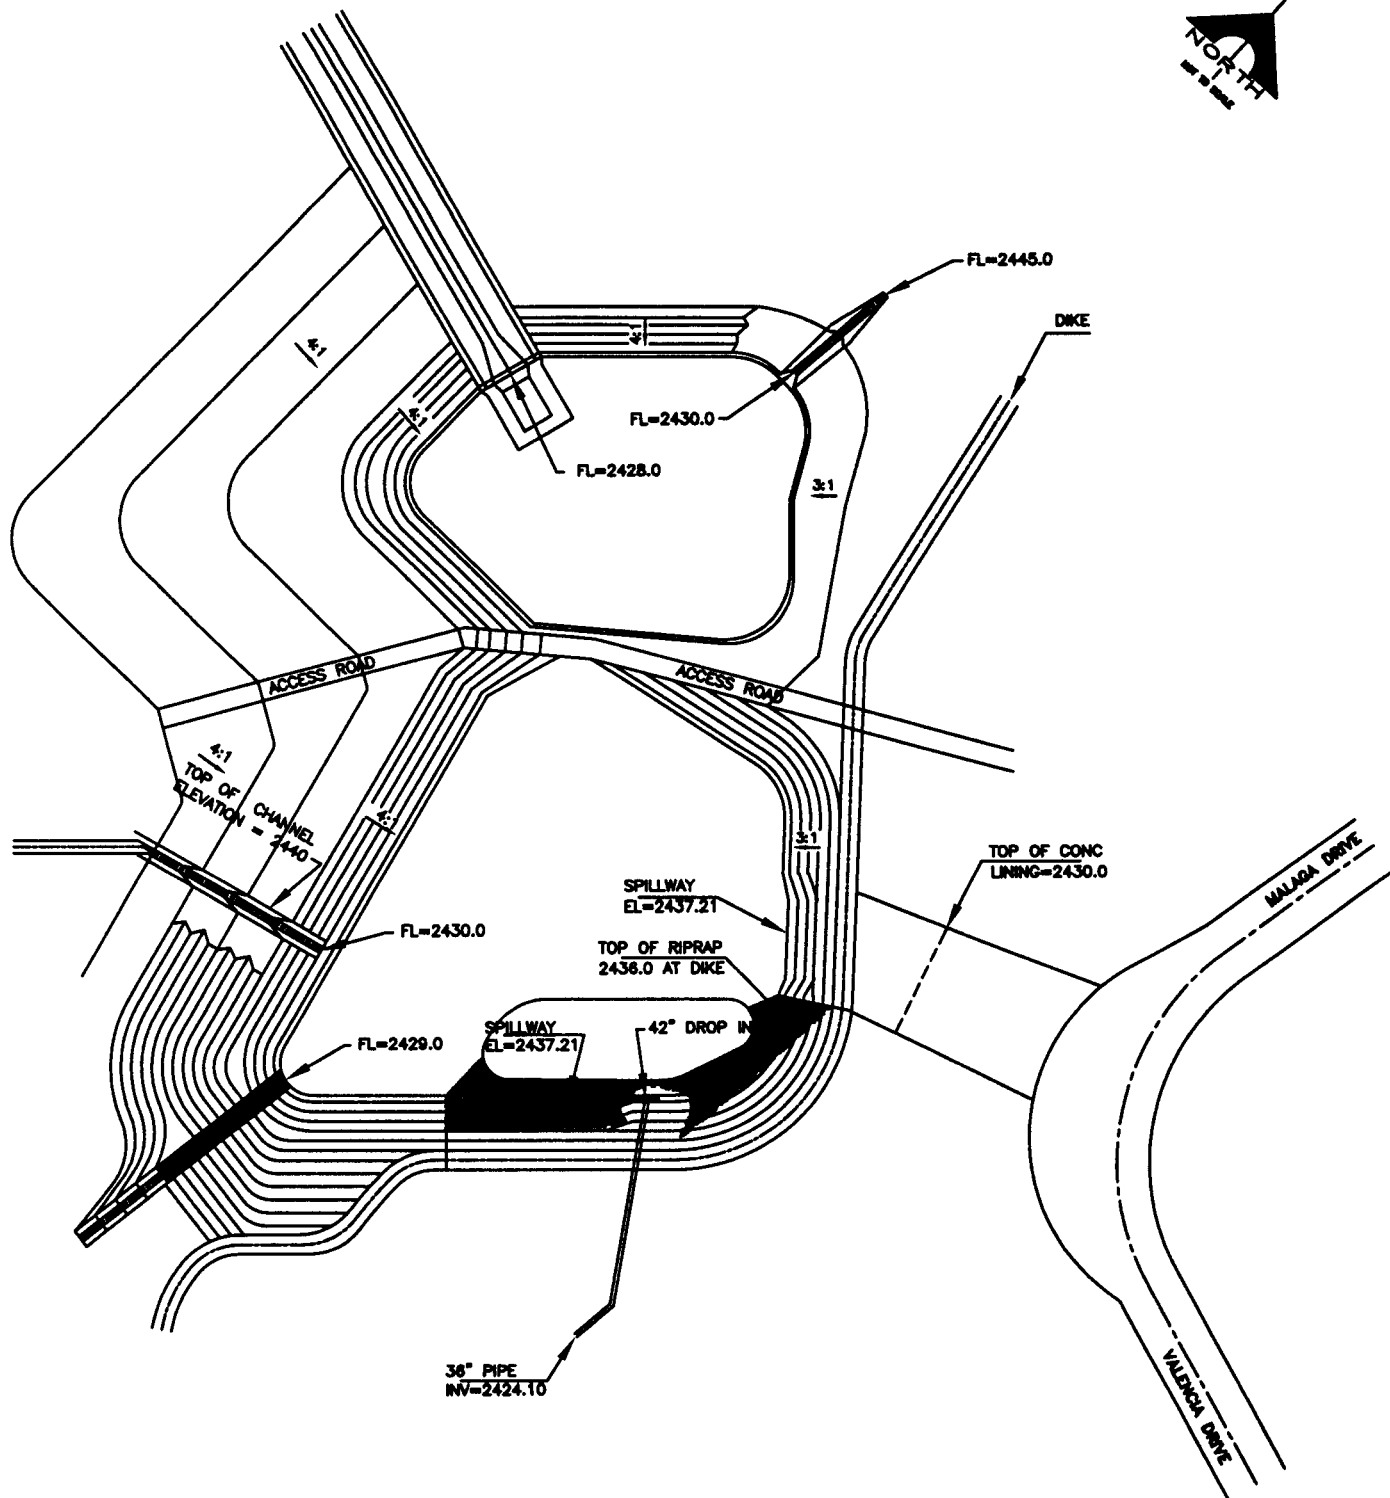 NORTH
NOT TO SCALE
FL=2445.0
DIKE
4:1
4:1
4:1
FL=2430.0
FL=2428.0
3:1
ACCESS ROAD
ACCESS ROAD
4:1
TOP OF CHANNEL
ELEVATION = 2440
4:1
3:1
MALAGA DRIVE
TOP OF CONC
LINING=2430.0
SPILLWAY
EL=2437.21
FL=2430.0
TOP OF RIPRAP
2436.0 AT DIKE
SPILLWAY
EL=2437.21
42" DROP IN
FL=2429.0
36" PIPE
INV=2424.10
VALENCIA DRIVE